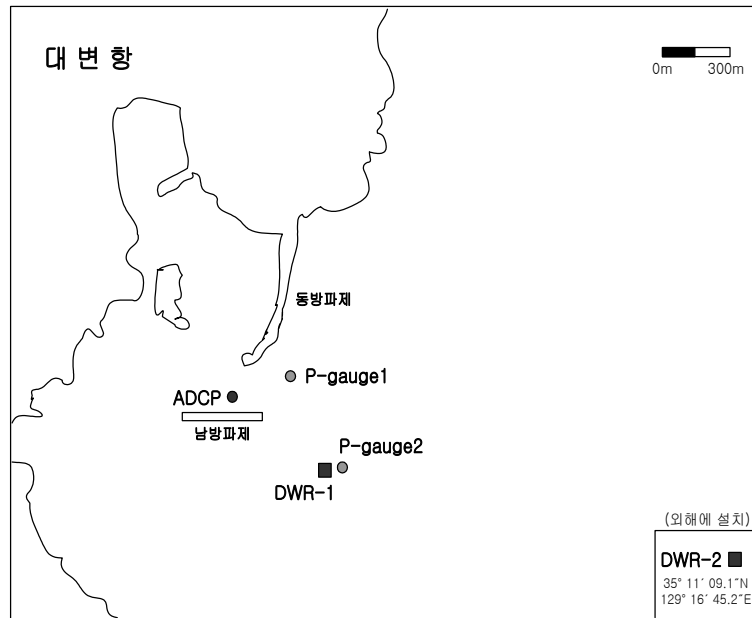 대변항
0m 300m
동방파제
P-gauge1
ADCP
남방파제
P-gauge2
DWR-1
(외해에 설치)
DWR-2
35° 11′ 09.1″N
129° 16′ 45.2″E